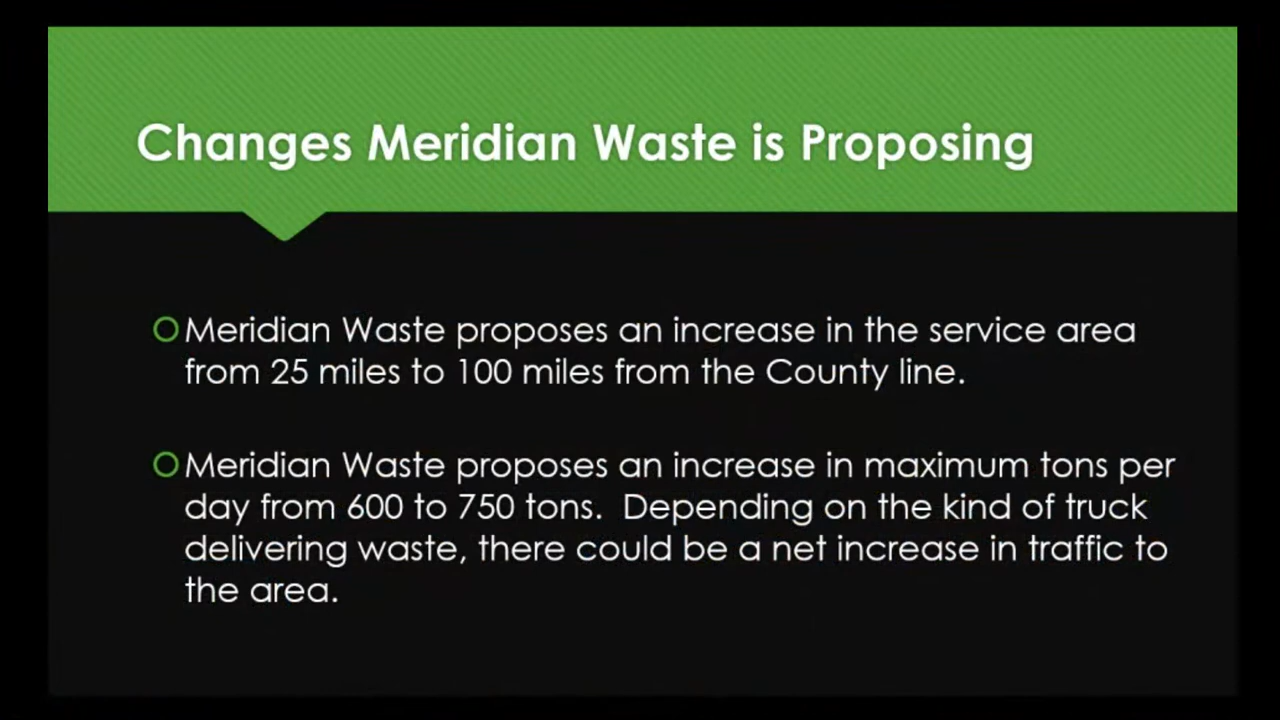 Changes Meridian Waste is Proposing
Meridian Waste proposes an increase in the service area
from 25 miles to 100 miles from the County line.
Meridian Waste proposes an increase in maximum tons per
day from 600 to 750 tons.  Depending on the kind of truck
delivering waste, there could be a net increase in traffic to
the area.